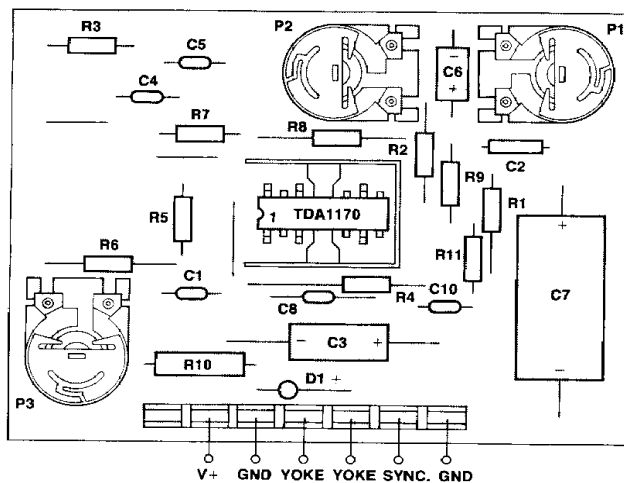 P2
P1
R3
C5
C6
-
+
C4
R7
R8
R2
C2
R9
1 TDA1170
R5
R1
R6
R11
C1
C8
R4
C10
C7
+
-
- C3 +
R10
D1 +
P3
V+ GND YOKE YOKE SYNC. GND